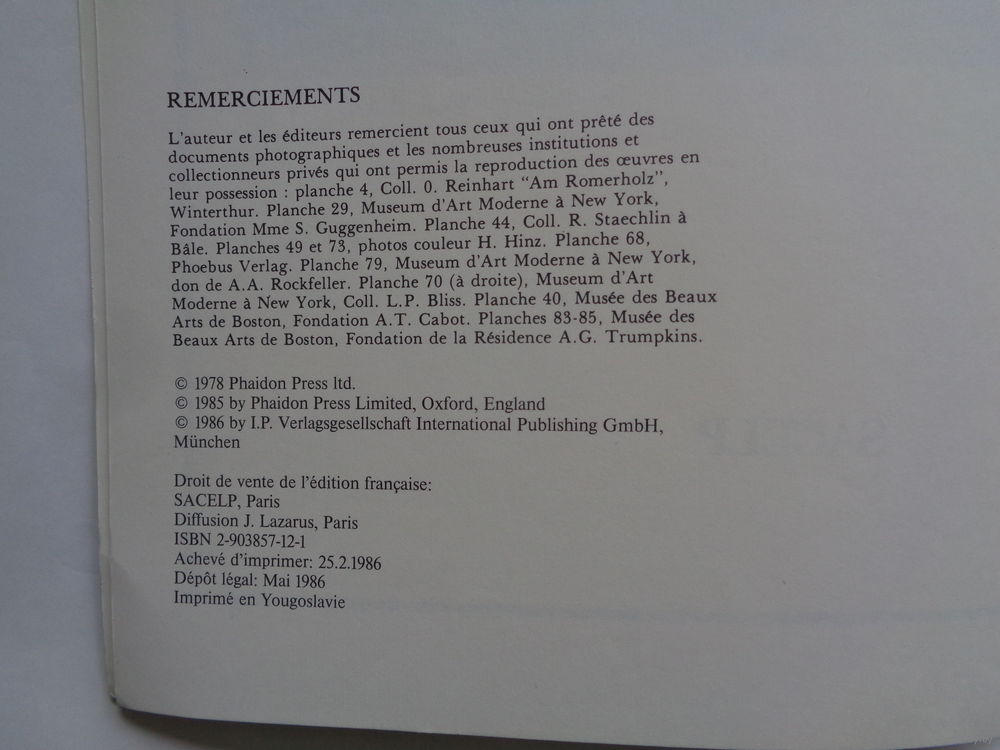 REMERCIEMENTS
L'auteur et les éditeurs remercient tous ceux qui ont prêté des
documents photographiques et les nombreuses institutions et
collectionneurs privés qui ont permis la reproduction des œuvres en
leur possession : planche 4, Coll. 0. Reinhart “Am Romerholz”,
Winterthur. Planche 29, Museum d'Art Moderne à New York,
Fondation Mme S. Guggenheim. Planche 44, Coll. R. Staechlin à
Bâle. Planches 49 et 73, photos couleur H. Hinz. Planche 68,
Phoebus Verlag. Planche 79, Museum d'Art Moderne à New York,
don de A.A. Rockfeller. Planche 70 (à droite), Museum d'Art
Moderne à New York, Coll. L.P. Bliss. Planche 40, Musée des Beaux
Arts de Boston, Fondation A.T. Cabot. Planches 83-85, Musée des
Beaux Arts de Boston, Fondation de la Résidence A.G. Trumpkins.
© 1978 Phaidon Press ltd.
© 1985 by Phaidon Press Limited, Oxford, England
© 1986 by I.P. Verlagsgesellschaft International Publishing GmbH,
München
Droit de vente de l'édition française:
SACELP, Paris
Diffusion J. Lazarus, Paris
ISBN 2-903857-12-1
Achevé d'imprimer: 25.2.1986
Dépôt légal: Mai 1986
Imprimé en Yougoslavie
SACELP